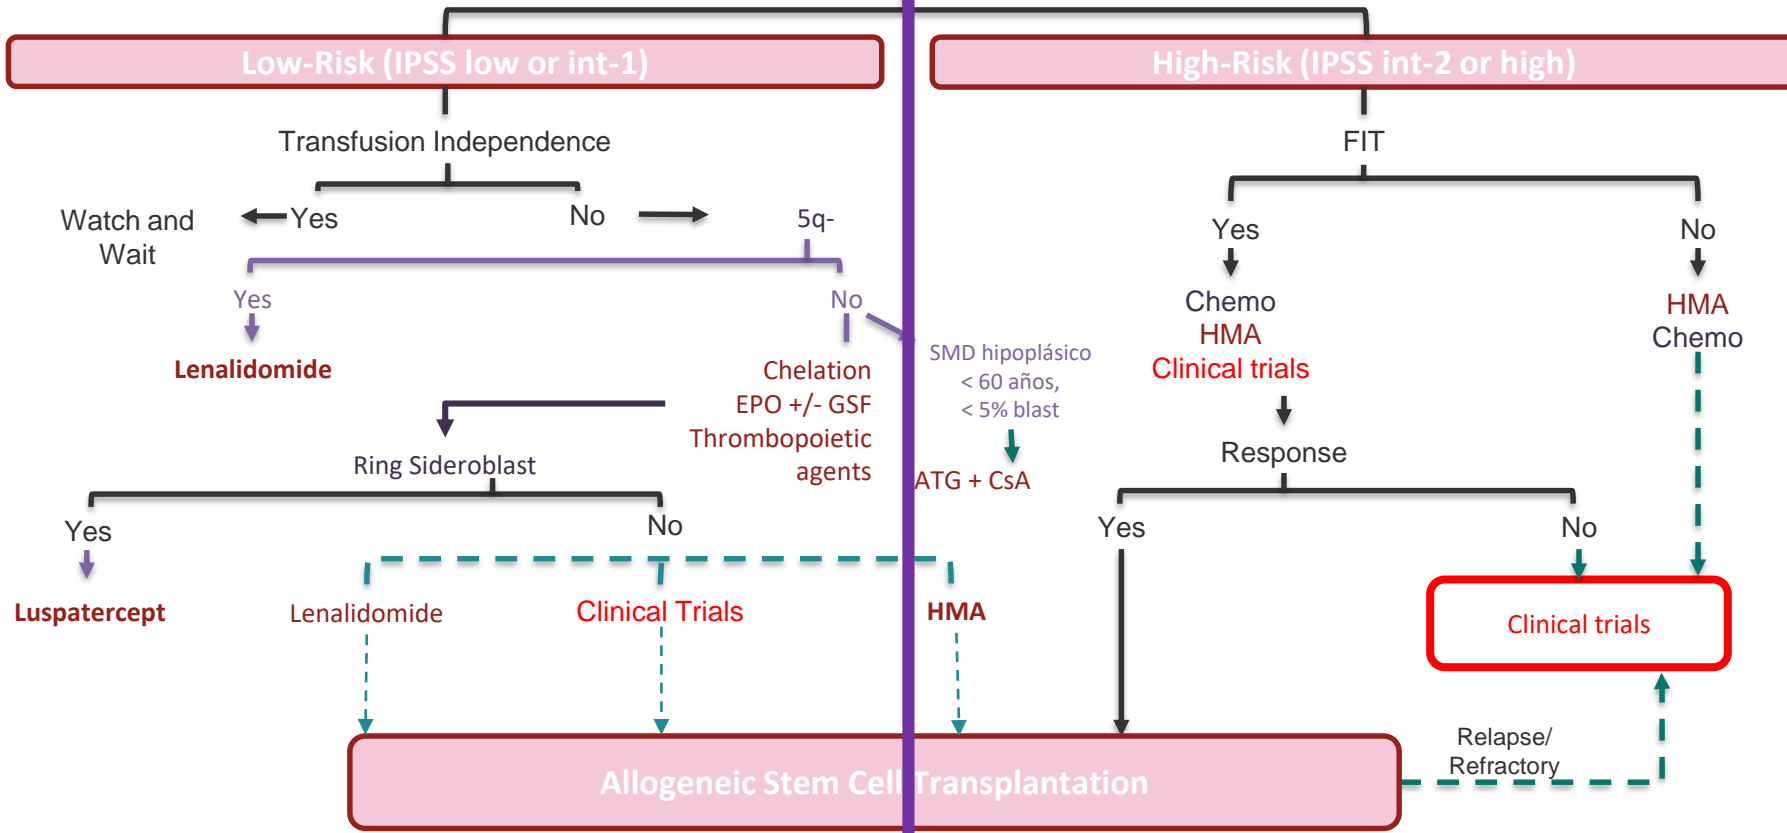 Low-Risk (IPSS low or int-1)
High-Risk (IPSS int-2 or high)
Transfusion Independence
FIT
Watch and
Wait
Yes
No
5q-
Yes
No
Yes
No
Lenalidomide
Chelation
EPO +/- GSF
Thrombopoietic
agents
SMD hipoplásico
< 60 años,
< 5% blast
ATG + CsA
Chemo
HMA
Clinical trials
HMA
Chemo
Ring Sideroblast
Response
Yes
No
Yes
No
Luspatercept
Lenalidomide
Clinical Trials
HMA
Clinical trials
Allogeneic Stem Cell Transplantation
Relapse/
Refractory